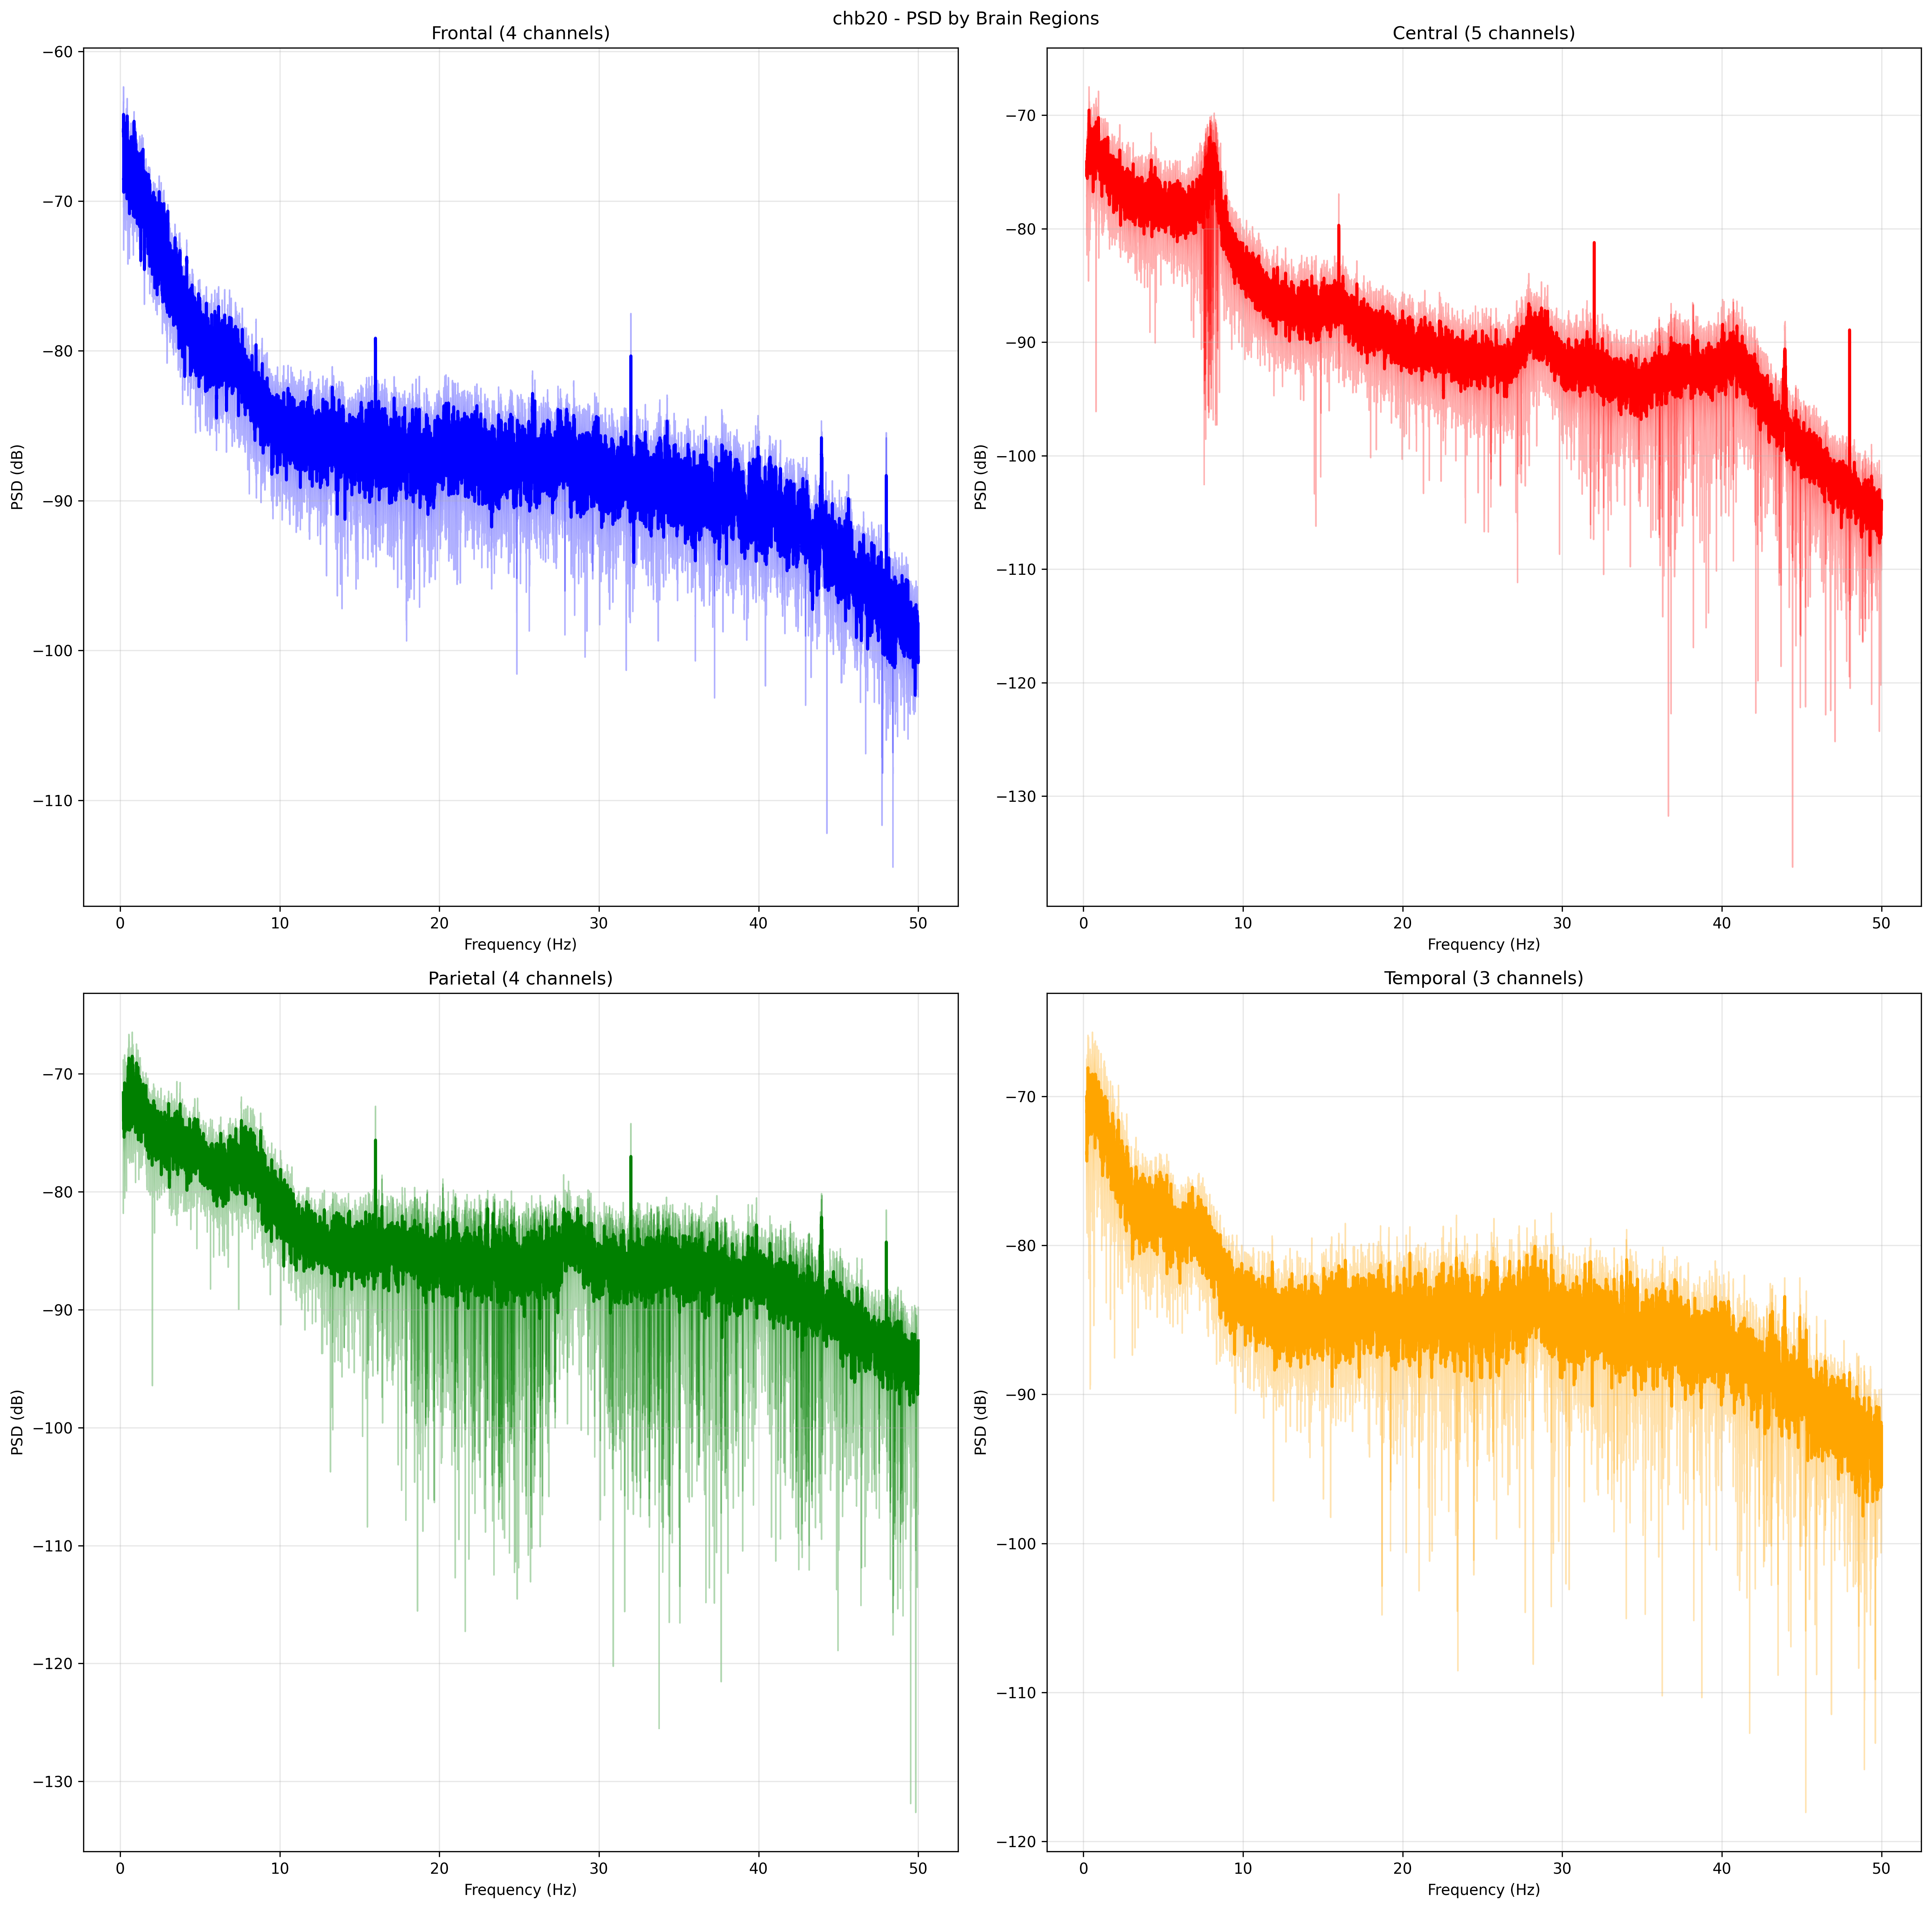 chb20 - PSD by Brain Regions
Frontal (4 channels)
−60
−70
−80
−90
−100
−110
PSD (dB)
0 10 20 30 40 50
Frequency (Hz)
Central (5 channels)
−70
−80
−90
−100
−110
−120
−130
PSD (dB)
0 10 20 30 40 50
Frequency (Hz)
Parietal (4 channels)
−70
−80
−90
−100
−110
−120
−130
PSD (dB)
0 10 20 30 40 50
Frequency (Hz)
Temporal (3 channels)
−70
−80
−90
−100
−110
−120
PSD (dB)
0 10 20 30 40 50
Frequency (Hz)